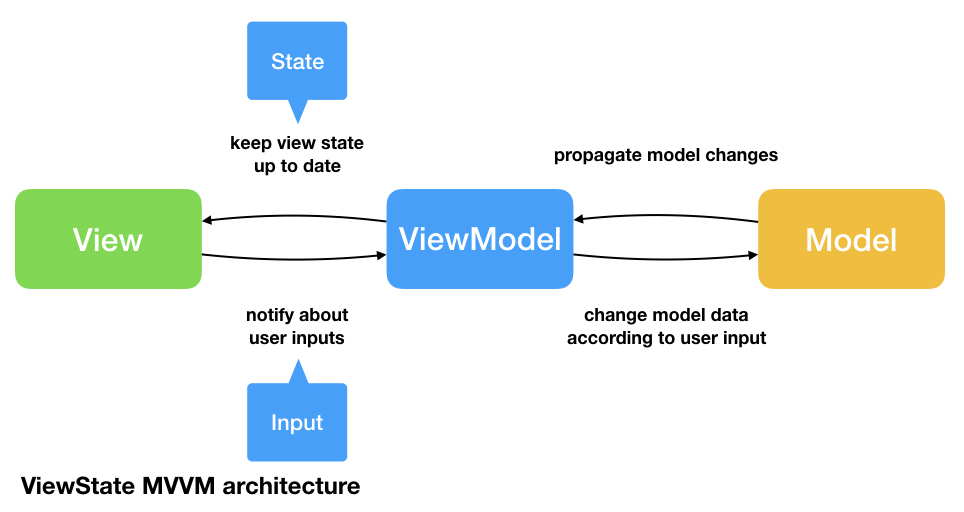 State
keep view state
up to date
propagate model changes
View
ViewModel
Model
notify about
user inputs
change model data
according to user input
Input
ViewState MVVM architecture